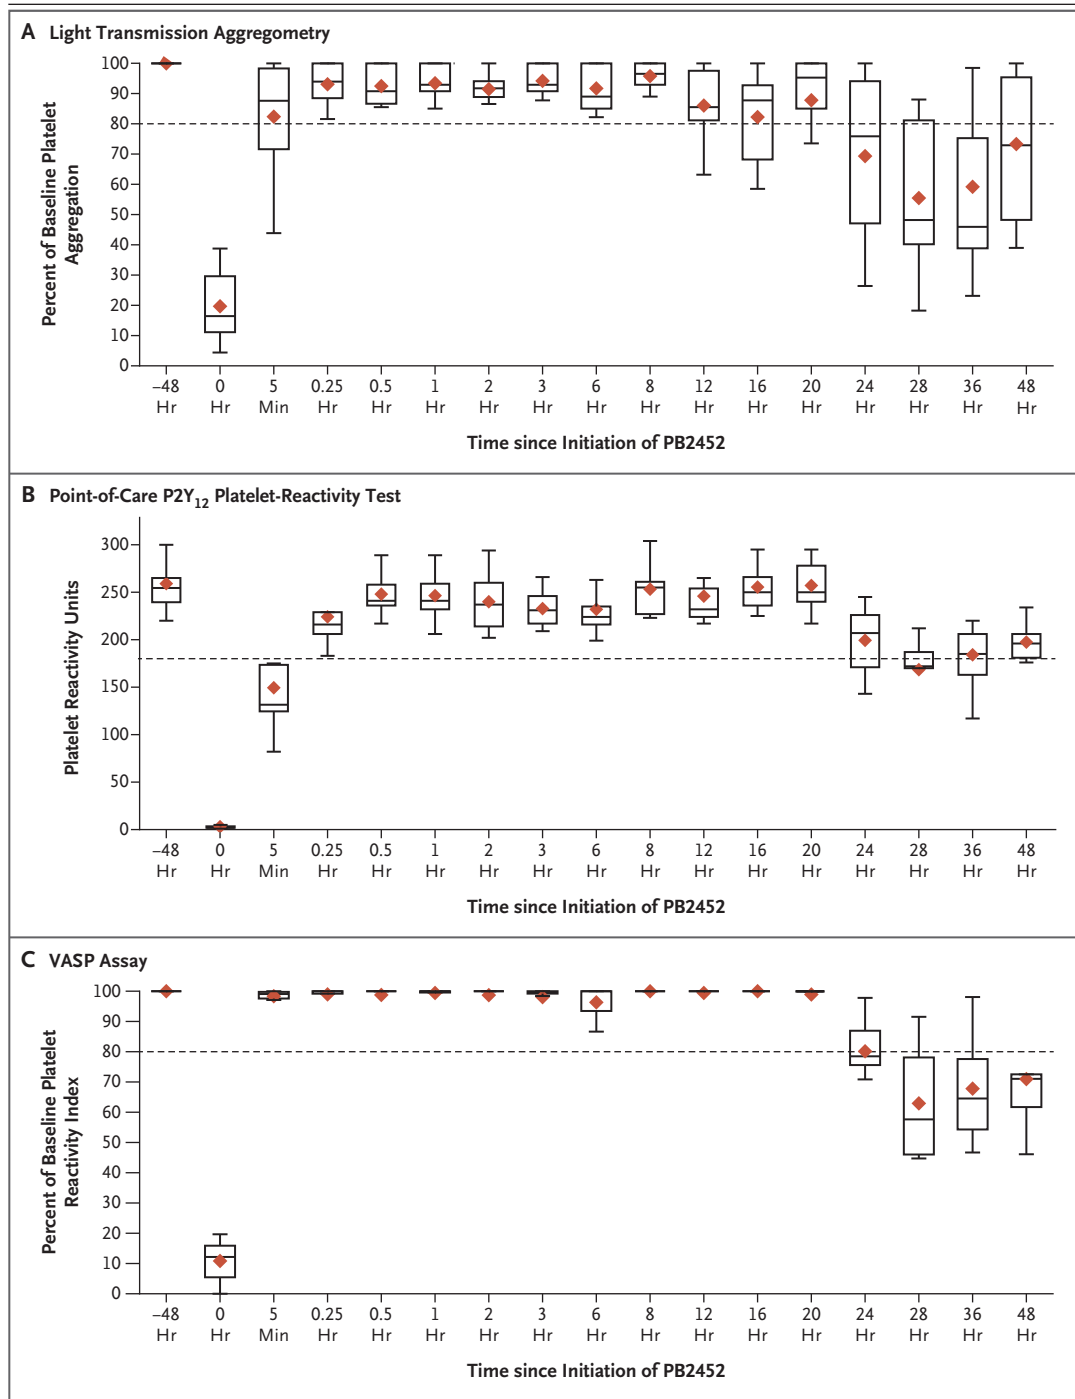 A Light Transmission Aggregometry
Percent of Baseline Platelet
Aggregation
100
90
80
70
60
50
40
30
20
10
0
–48 0 5 0.25 0.5 1 2 3 6 8 12 16 20 24 28 36 48
Hr Hr Min Hr Hr Hr Hr Hr Hr Hr Hr Hr Hr Hr Hr Hr Hr
Time since Initiation of PB2452
B Point-of-Care P2Y₁₂ Platelet-Reactivity Test
Platelet Reactivity Units
300
250
200
150
100
50
0
–48 0 5 0.25 0.5 1 2 3 6 8 12 16 20 24 28 36 48
Hr Hr Min Hr Hr Hr Hr Hr Hr Hr Hr Hr Hr Hr Hr Hr Hr
Time since Initiation of PB2452
C VASP Assay
Percent of Baseline Platelet
Reactivity Index
100
90
80
70
60
50
40
30
20
10
0
–48 0 5 0.25 0.5 1 2 3 6 8 12 16 20 24 28 36 48
Hr Hr Min Hr Hr Hr Hr Hr Hr Hr Hr Hr Hr Hr Hr Hr Hr
Time since Initiation of PB2452